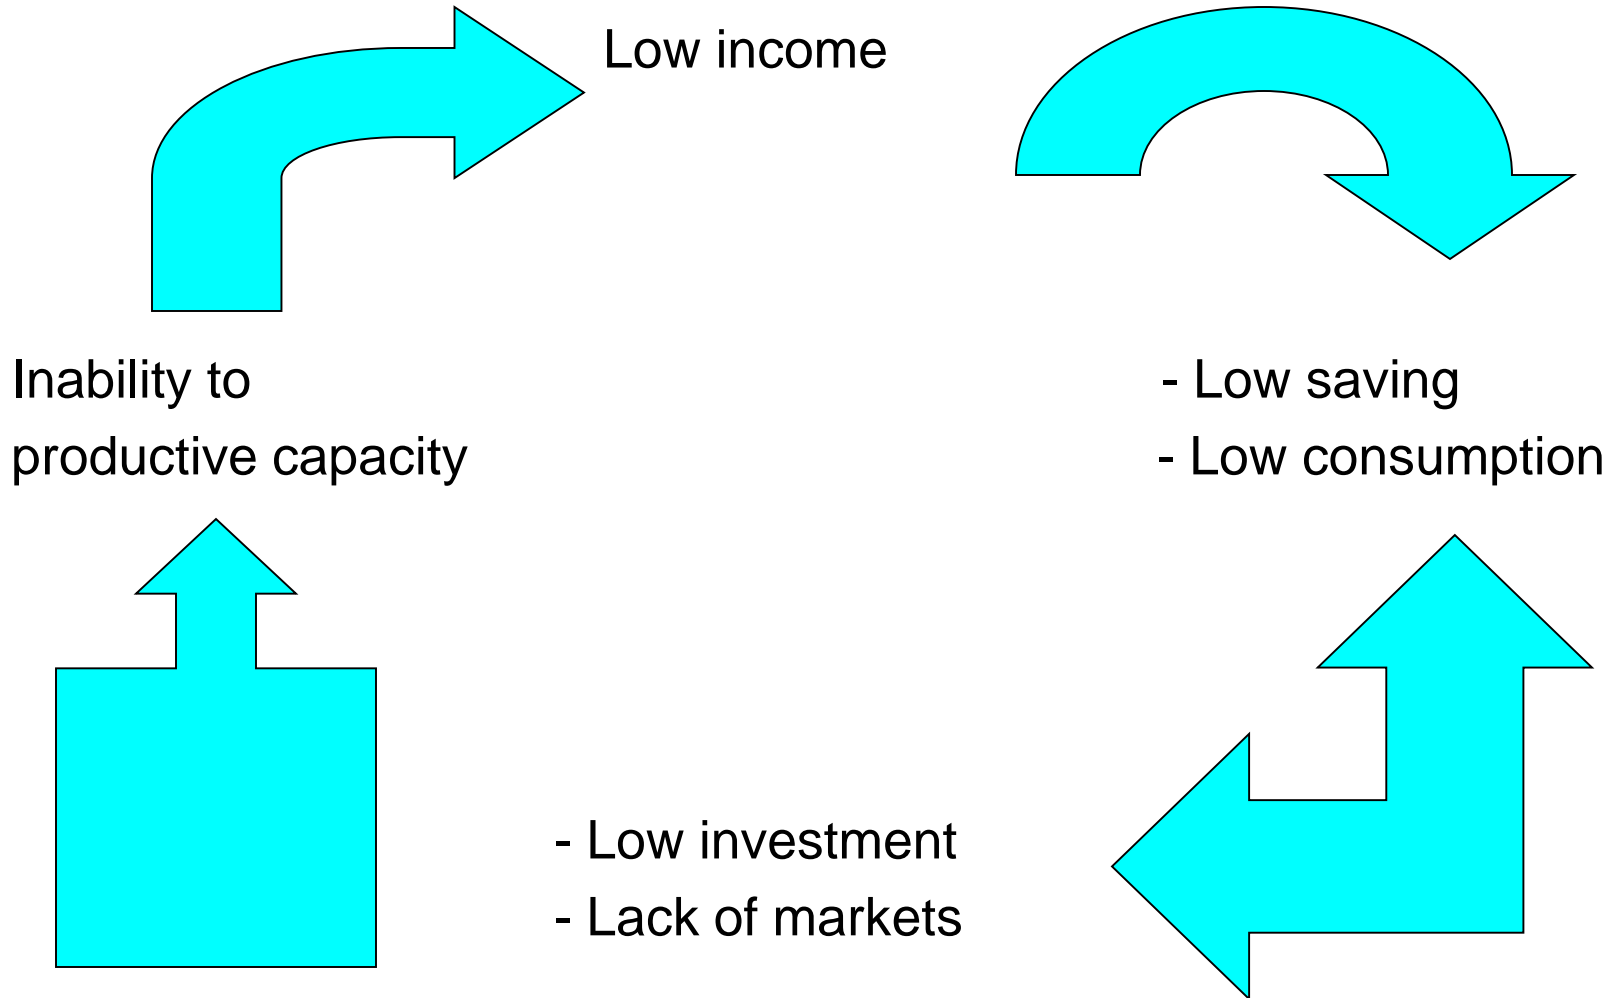 Low income
Inability to
productive capacity
- Low saving
- Low consumption
- Low investment
- Lack of markets